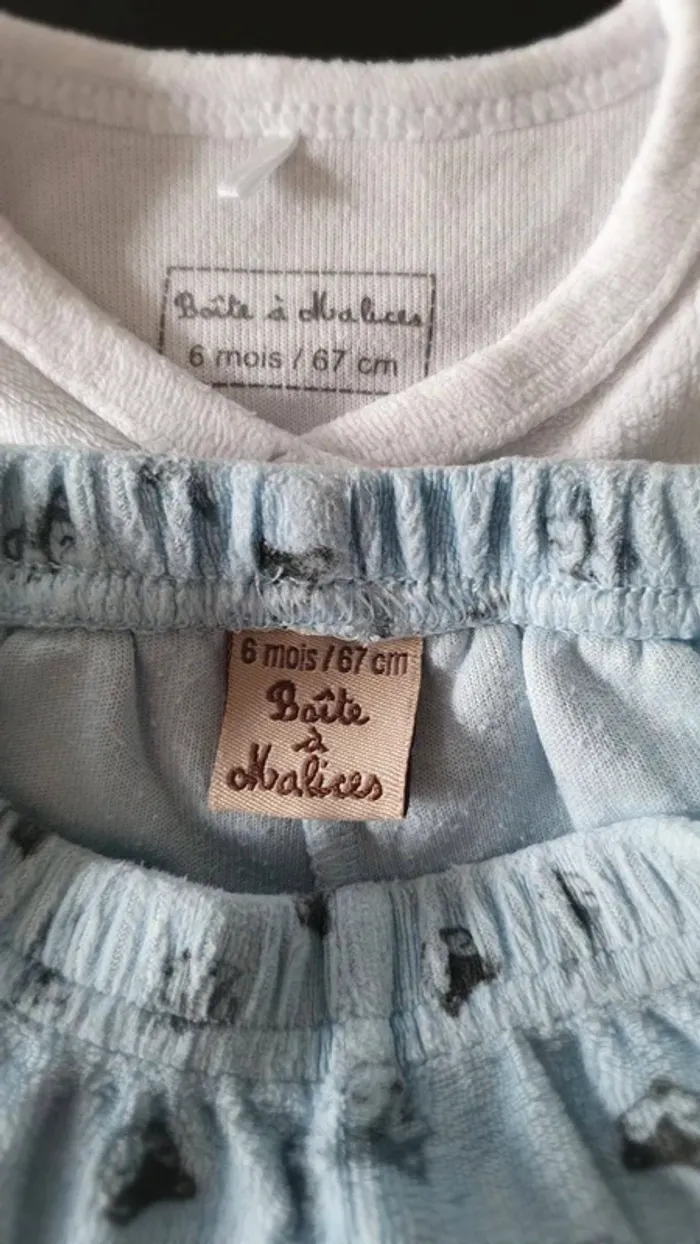 Boîte à Malices
6 mois / 67 cm
6 mois / 67 cm
Boîte
à
Malices